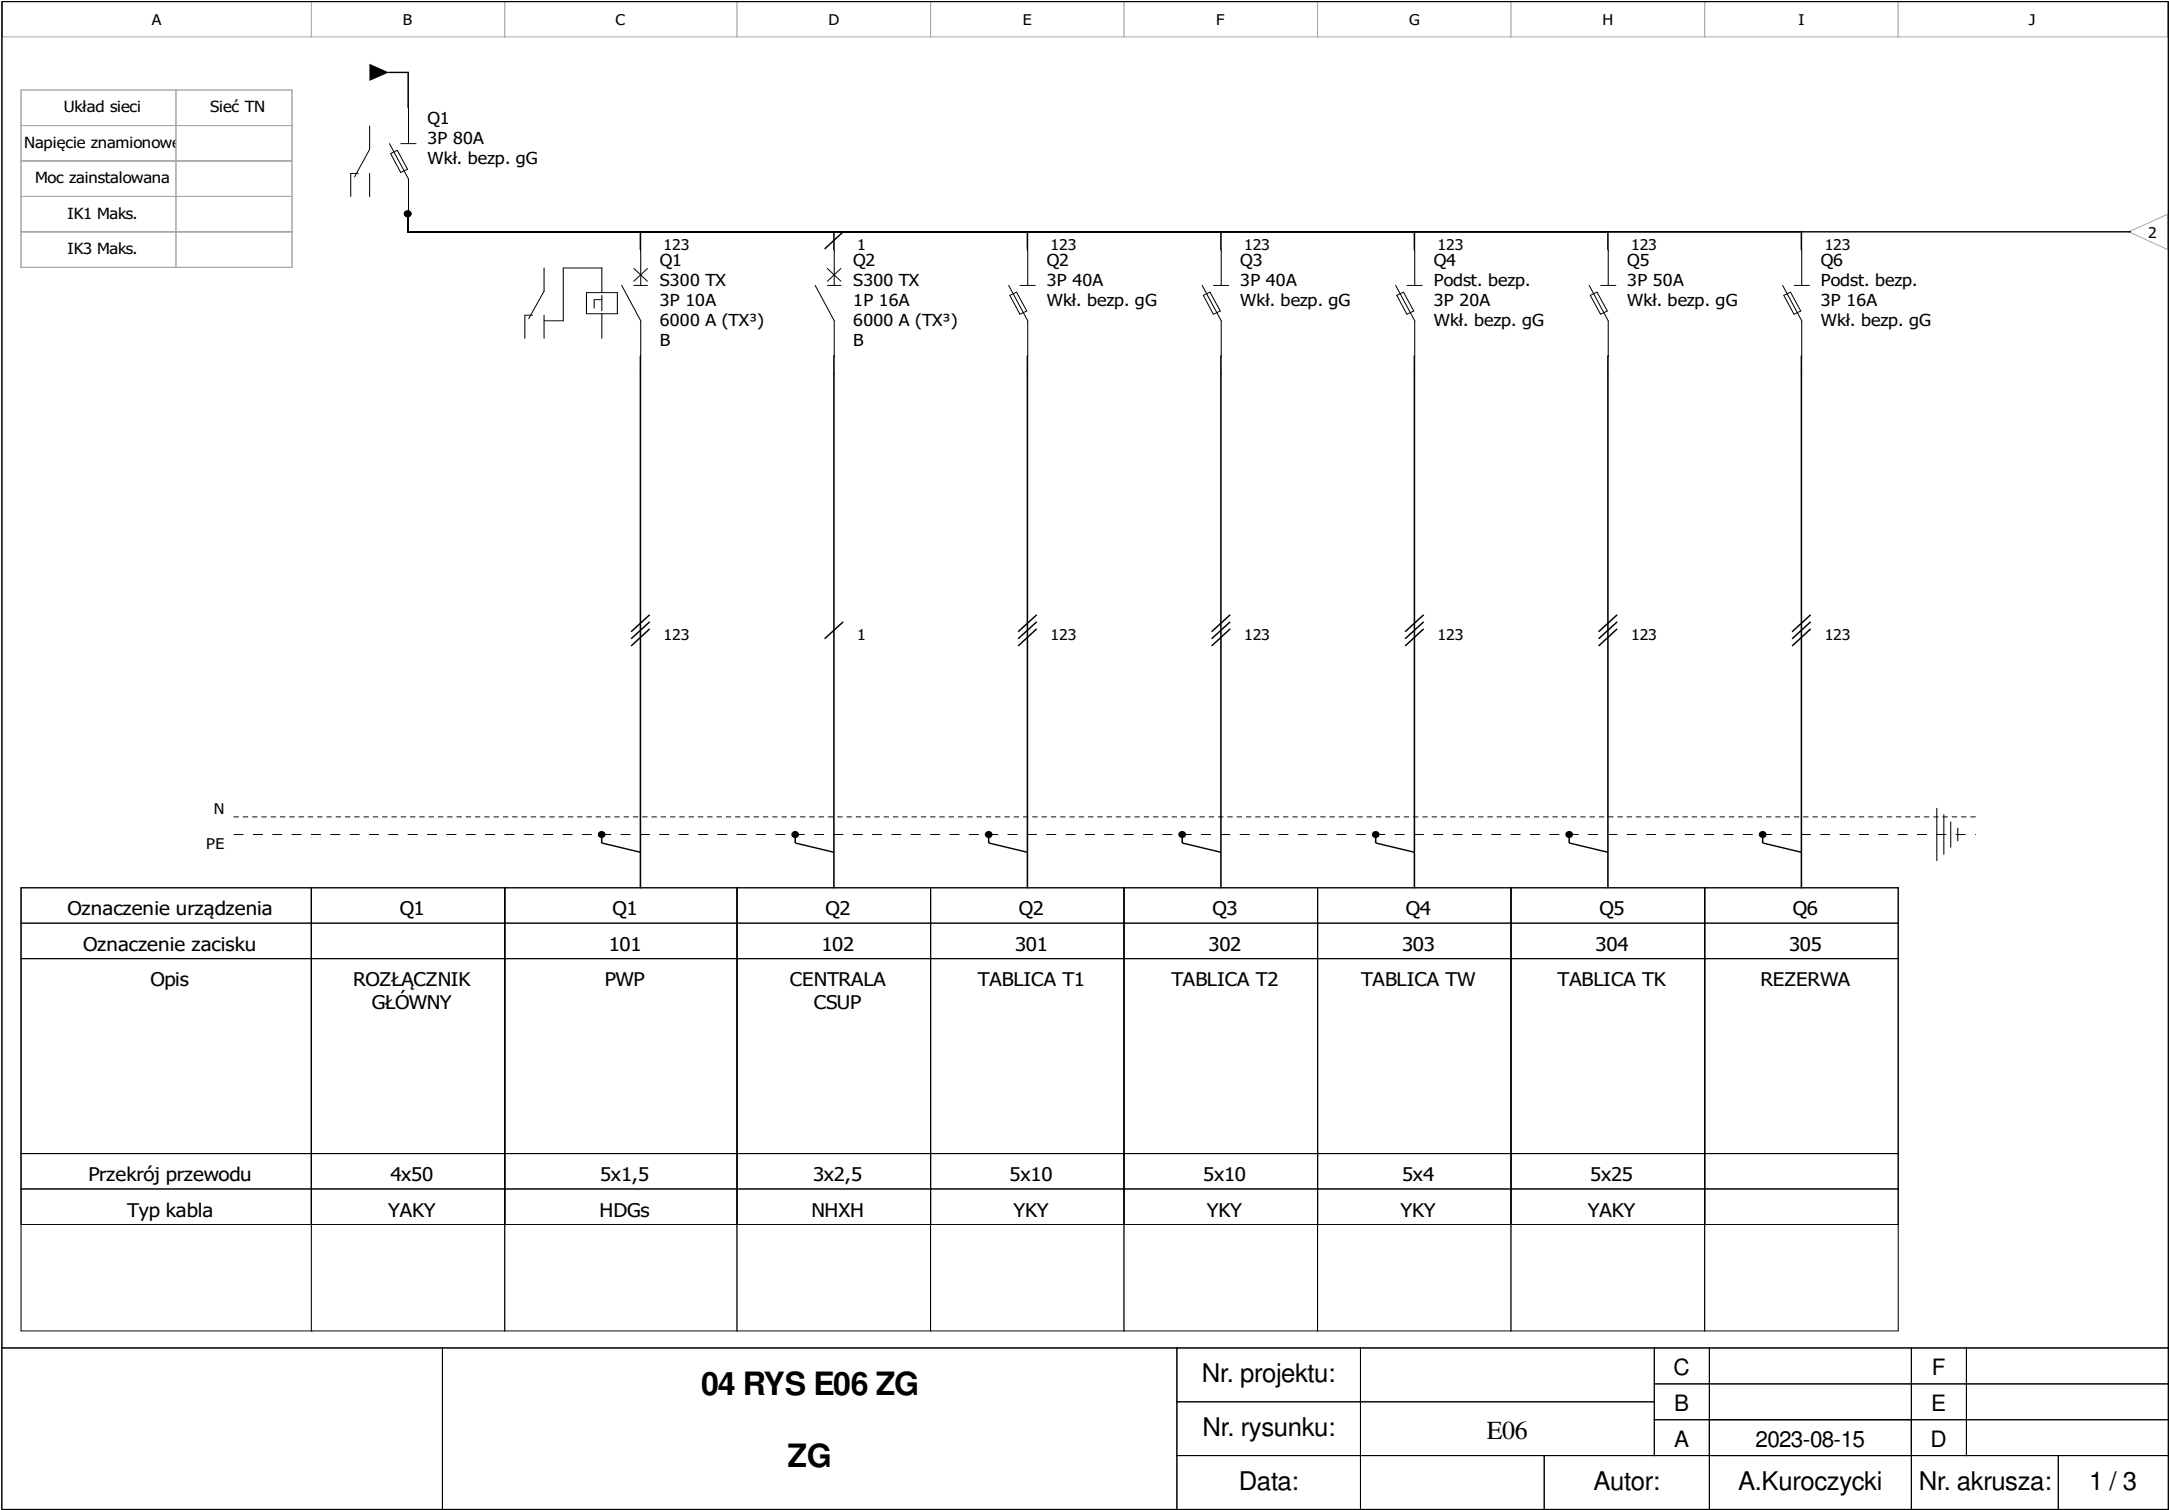 A B C D E F G H I J
Układ sieci Sieć TN
Napięcie znamionowe
Moc zainstalowana
IK1 Maks.
IK3 Maks.
Q1
3P 80A
Wkł. bezp. gG
2
123
Q1
S300 TX
3P 10A
6000 A (TX³)
B
1
Q2
S300 TX
1P 16A
6000 A (TX³)
B
123
Q2
3P 40A
Wkł. bezp. gG
123
Q3
3P 40A
Wkł. bezp. gG
123
Q4
Podst. bezp.
3P 20A
Wkł. bezp. gG
123
Q5
3P 50A
Wkł. bezp. gG
123
Q6
Podst. bezp.
3P 16A
Wkł. bezp. gG
123 1 123 123 123 123 123
N
PE
Oznaczenie urządzenia Q1 Q1 Q2 Q2 Q3 Q4 Q5 Q6
Oznaczenie zacisku 101 102 301 302 303 304 305
Opis ROZŁĄCZNIK PWP CENTRALA TABLICA T1 TABLICA T2 TABLICA TW TABLICA TK REZERWA
GŁÓWNY CSUP
Przekrój przewodu 4x50 5x1,5 3x2,5 5x10 5x10 5x4 5x25
Typ kabla YAKY HDGs NHXH YKY YKY YKY YAKY
04 RYS E06 ZG
ZG
Nr. projektu: C F
B E
Nr. rysunku: E06
A 2023-08-15 D
Data: Autor: A.Kuroczycki Nr. akrusza: 1 / 3